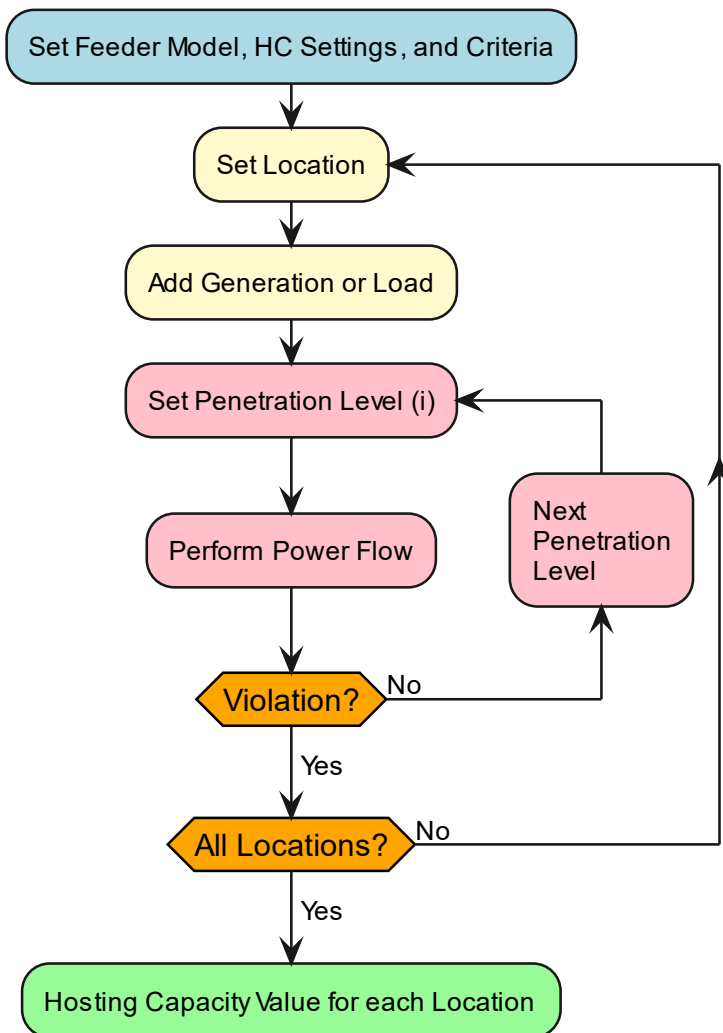 Set Feeder Model, HC Settings, and Criteria
Set Location
Add Generation or Load
Set Penetration Level (i)
Next
Penetration
Level
Perform Power Flow
Violation?
No
Yes
All Locations?
No
Yes
Hosting Capacity Value for each Location